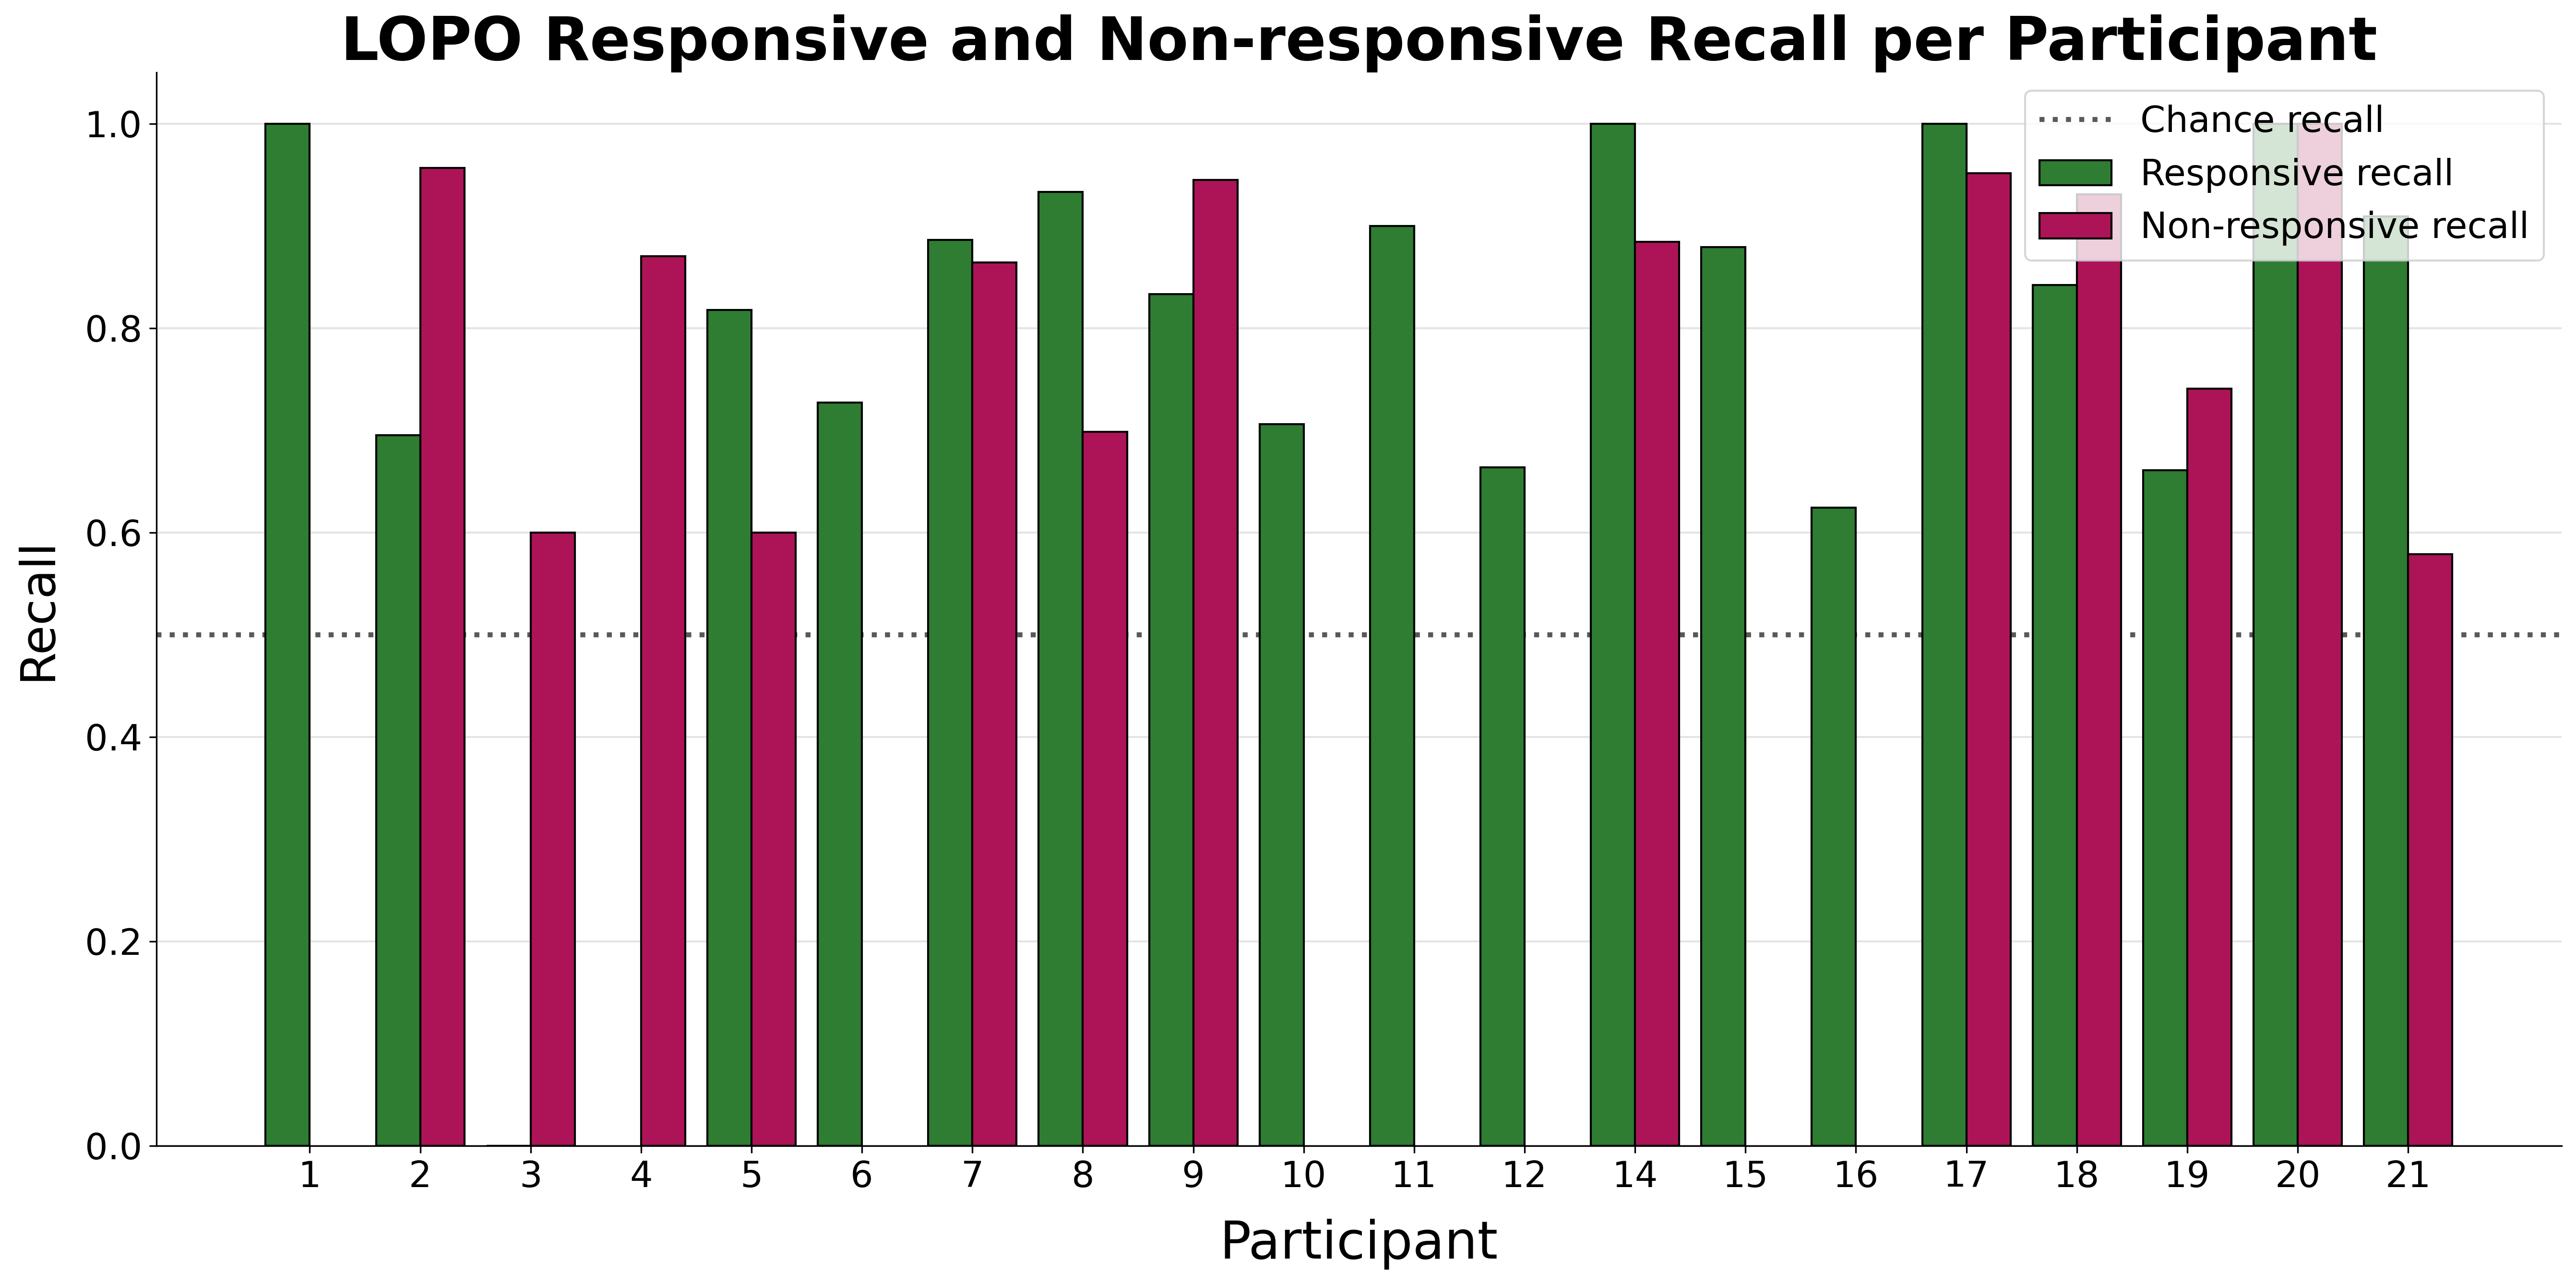 LOPO Responsive and Non-responsive Recall per Participant
Chance recall
Responsive recall
Non-responsive recall
1.0
0.8
0.6
0.4
0.2
0.0
Recall
1 2 3 4 5 6 7 8 9 10 11 12 14 15 16 17 18 19 20 21
Participant